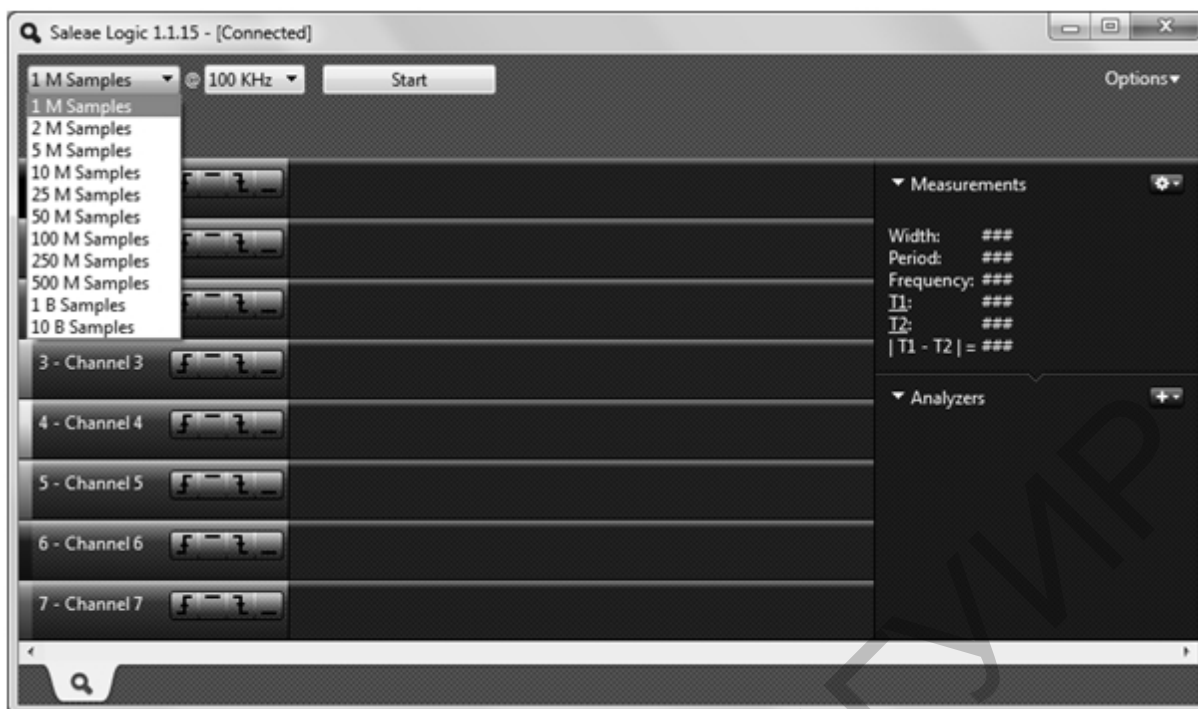 Saleae Logic 1.1.15 - [Connected]
1 M Samples @ 100 KHz Start Options
1 M Samples
2 M Samples
5 M Samples
10 M Samples
25 M Samples
50 M Samples
100 M Samples
250 M Samples
500 M Samples
1 B Samples
10 B Samples
3 - Channel 3
4 - Channel 4
5 - Channel 5
6 - Channel 6
7 - Channel 7
Measurements
Width: ###
Period: ###
Frequency: ###
T1: ###
T2: ###
| T1 - T2 | = ###
Analyzers
ГУИР